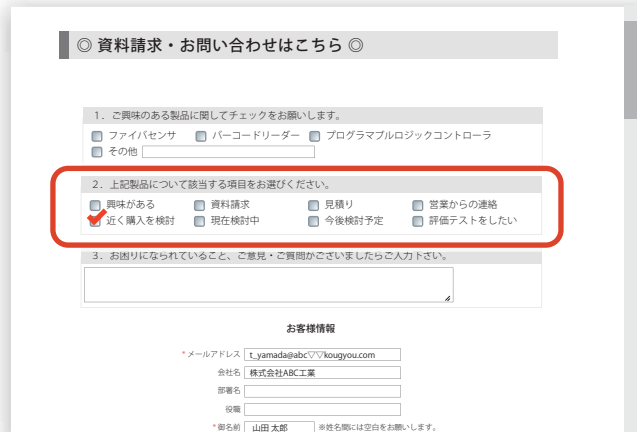 ◎ 資料請求・お問い合わせはこちら ◎
1．ご興味のある製品に関してチェックをお願いします。
ファイバセンサ バーコードリーダー プログラマブルロジックコントローラ
その他
2．上記製品について該当する項目をお選びください。
興味がある 資料請求 見積り 営業からの連絡
近く購入を検討 現在検討中 今後検討予定 評価テストをしたい
3．お困りになられていること、ご意見・ご質問がございましたらご入力下さい。
お客様情報
*メールアドレス t_yamada@abc▽▽kougyou.com
会社名 株式会社ABC工業
部署名
役職
*御名前 山田 太郎 ※姓名間には空白をお願いします。